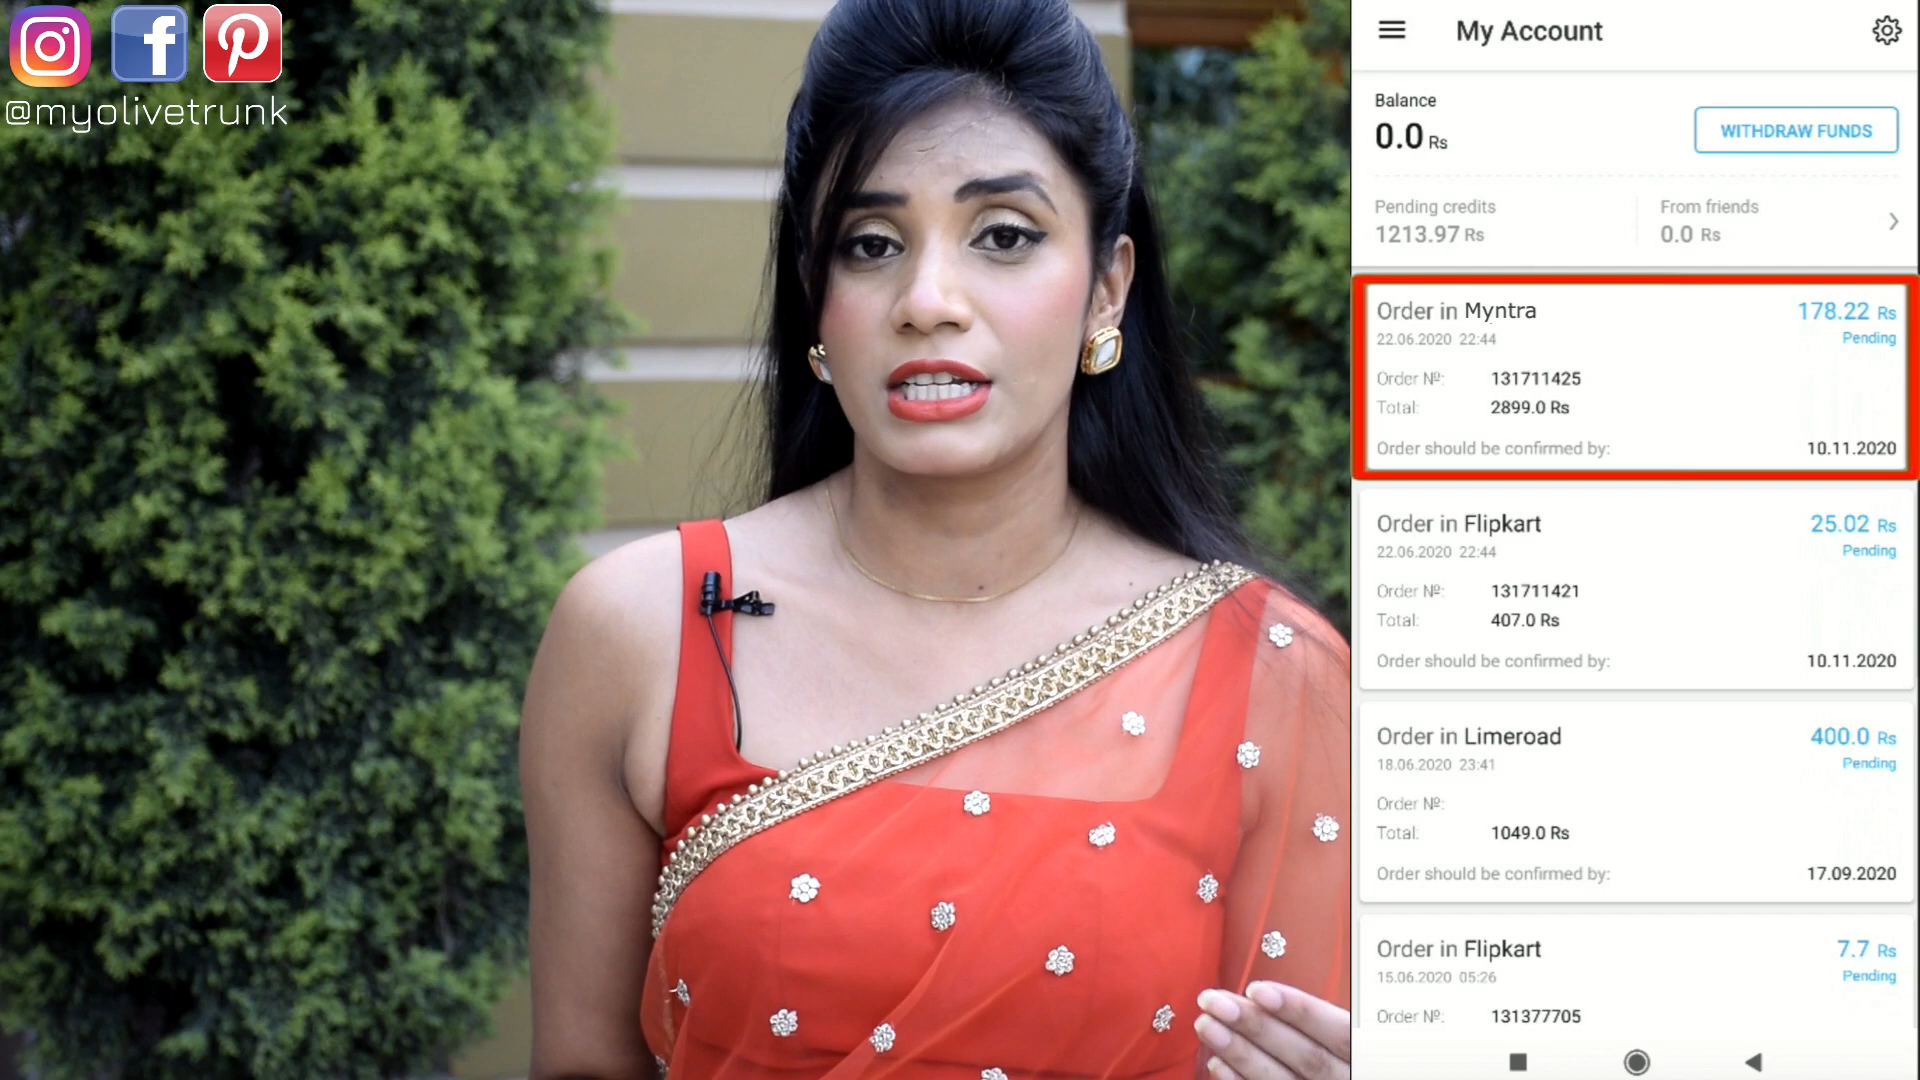 @myolivetrunk
My Account
Balance
0.0 Rs
WITHDRAW FUNDS
Pending credits
1213.97 Rs
From friends
0.0 Rs
Order in Myntra
178.22 Rs
22.06.2020 22:44
Pending
Order №: 131711425
Total: 2899.0 Rs
Order should be confirmed by: 10.11.2020
Order in Flipkart
25.02 Rs
22.06.2020 22:44
Pending
Order №: 131711421
Total: 407.0 Rs
Order should be confirmed by: 10.11.2020
Order in Limeroad
400.0 Rs
18.06.2020 23:41
Pending
Order №:
Total: 1049.0 Rs
Order should be confirmed by: 17.09.2020
Order in Flipkart
7.7 Rs
15.06.2020 05:26
Pending
Order №: 131377705